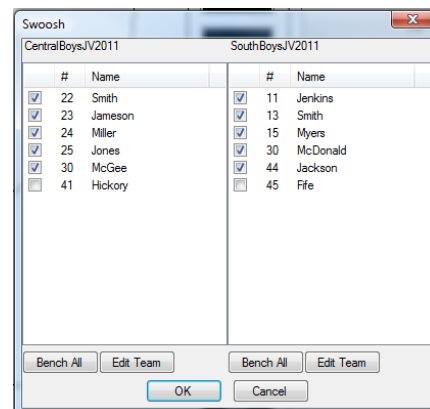 Swoosh
CentralBoysJV2011 SouthBoysJV2011
# Name # Name
22 Smith 11 Jenkins
23 Jameson 13 Smith
24 Miller 15 Myers
25 Jones 30 McDonald
30 McGee 44 Jackson
41 Hickory 45 Fife
Bench All Edit Team Bench All Edit Team
OK Cancel